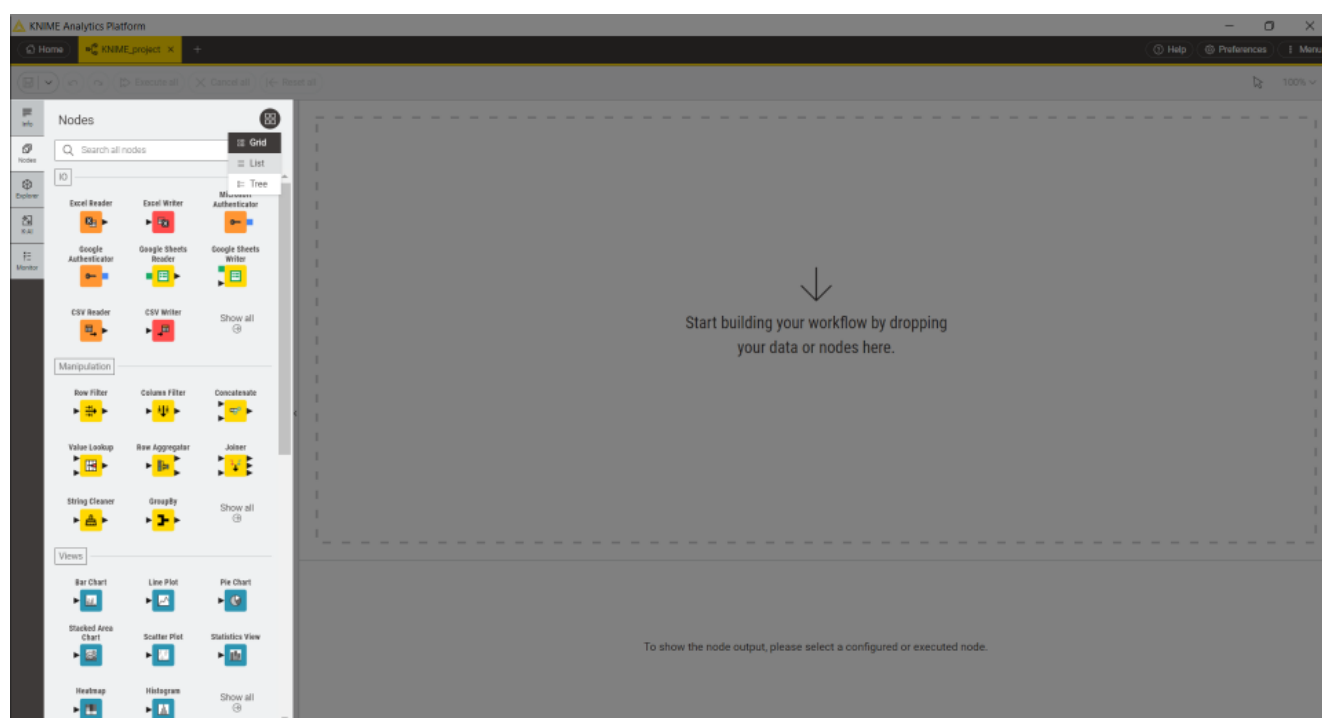 KNIME Analytics Platform
Home
KNIME_project
Help
Preferences
Menu
Execute all
Cancel all
Reset all
100%
Info
Nodes
Explorer
K-AI
Monitor
Nodes
Search all nodes
Grid
List
Tree
IO
Excel Reader
Excel Writer
Microsoft
Authenticator
Google
Authenticator
Google Sheets
Reader
Google Sheets
Writer
CSV Reader
CSV Writer
Show all
Manipulation
Row Filter
Column Filter
Concatenate
Value Lookup
Row Aggregator
Joiner
String Cleaner
GroupBy
Show all
Views
Bar Chart
Line Plot
Pie Chart
Stacked Area
Chart
Scatter Plot
Statistics View
Heatmap
Histogram
Show all
Start building your workflow by dropping
your data or nodes here.
To show the node output, please select a configured or executed node.